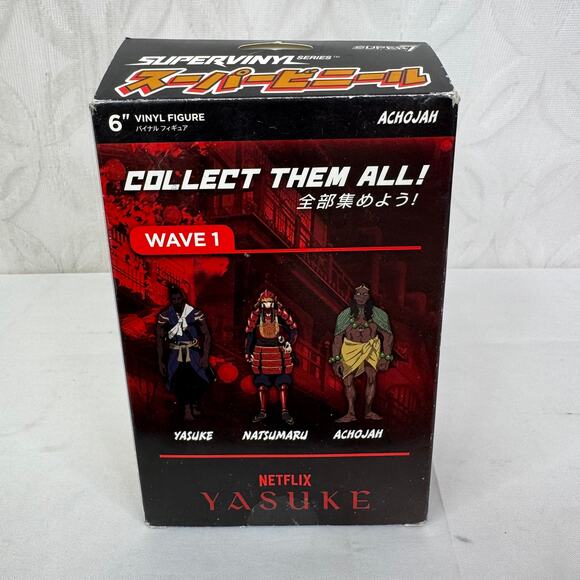 SUPERVINYL SERIES™
SUPER7
スーパービニール
6" VINYL FIGURE
バイナル フィギュア
ACHOJAH
COLLECT THEM ALL!
全部集めよう!
WAVE 1
YASUKE NATSUMARU ACHOJAH
NETFLIX
YASUKE